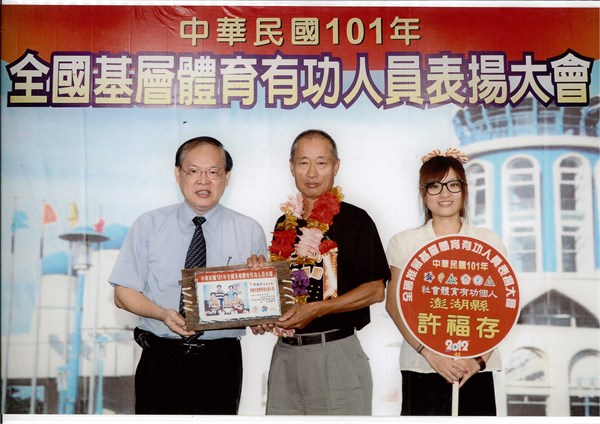 中華民國101年
全國基層體育有功人員表揚大會
全國推展基層體育有功人員表揚大會
中華民國101年
社會體育有功個人
澎湖縣
許福存
2012